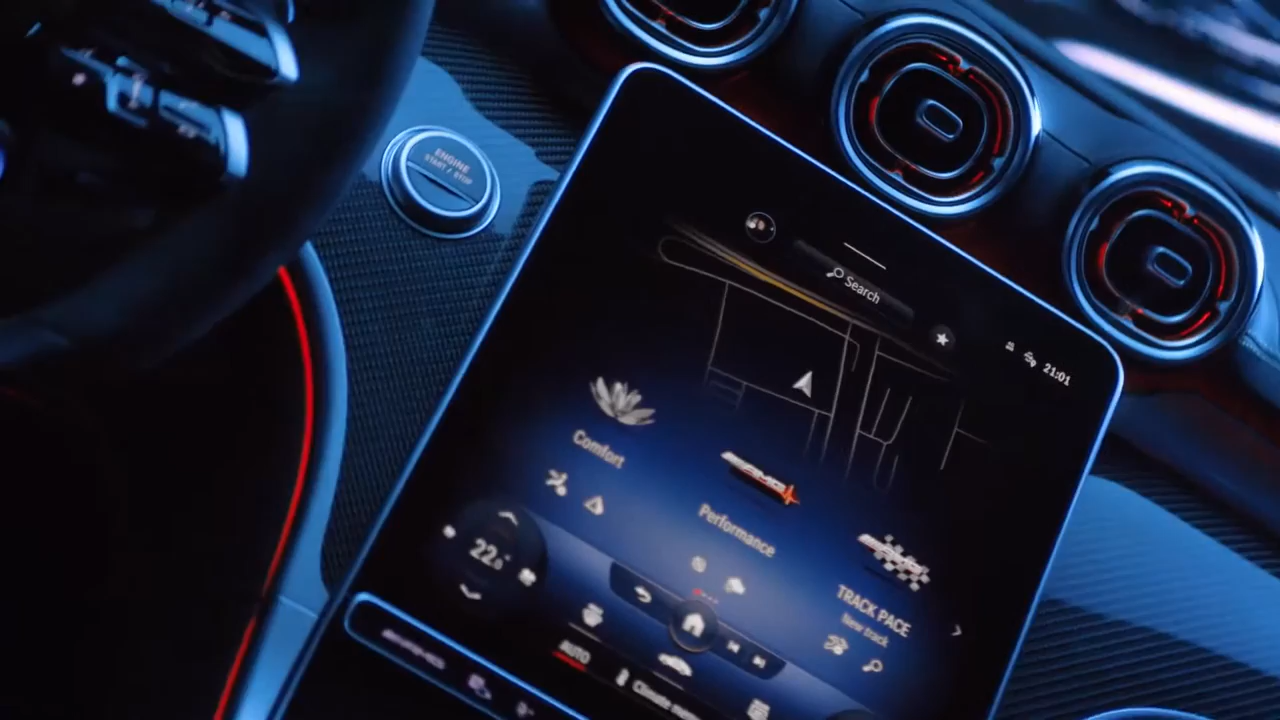 ENGINE
START / STOP
Search
21:01
Comfort
Performance
TRACK PACE
New track
22
AUTO